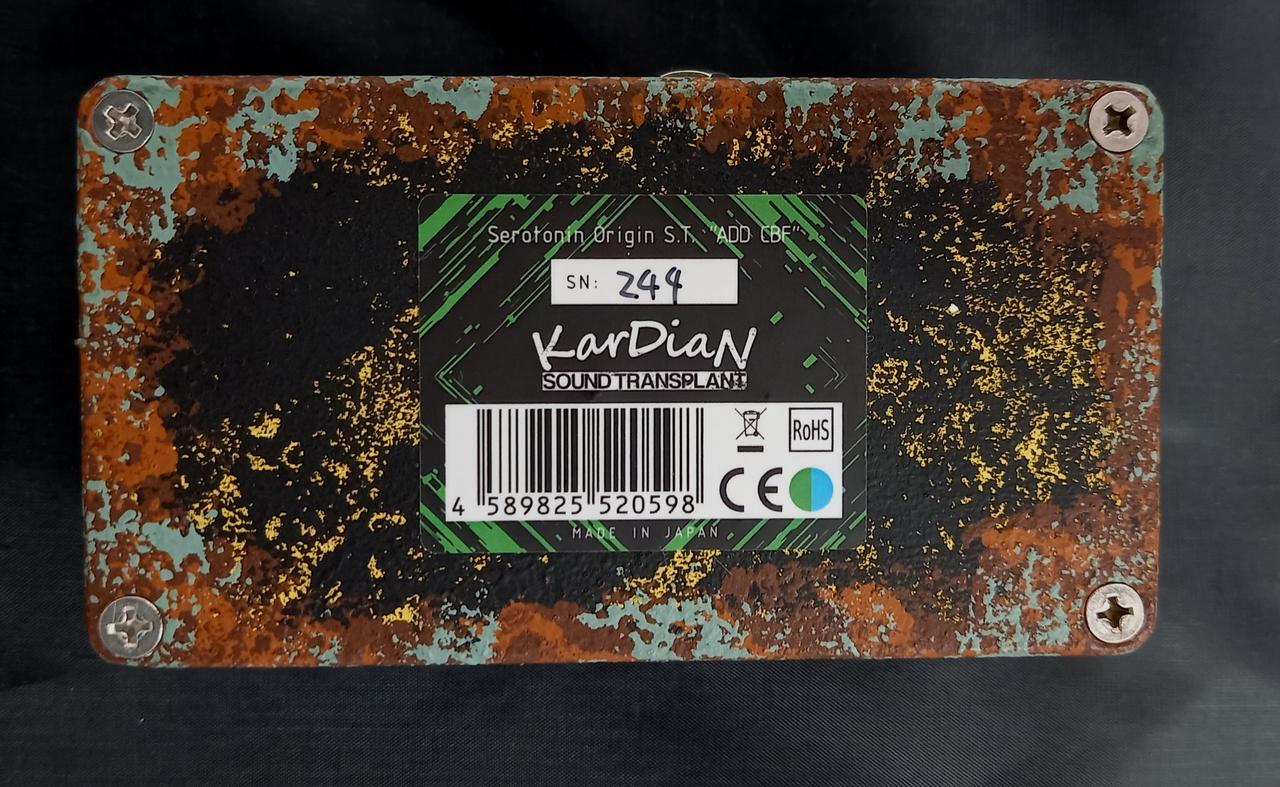 Serotonin Origin S.T. "ADD CBF"
SN: 244
KarDiaN
SOUND TRANSPLANT
RoHS
CE
4 589825 520598
MADE IN JAPAN